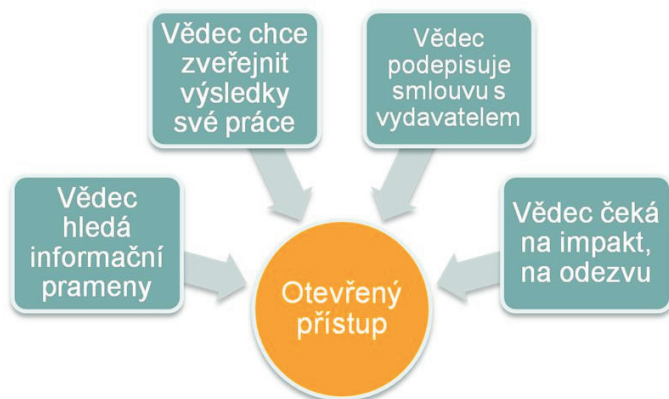 Vědec chce
zveřejnit
výsledky
své práce
Vědec
podepisuje
smlouvu s
vydavatelem
Vědec
hledá
informační
prameny
Vědec čeká
na impakt,
na odezvu
Otevřený
přístup